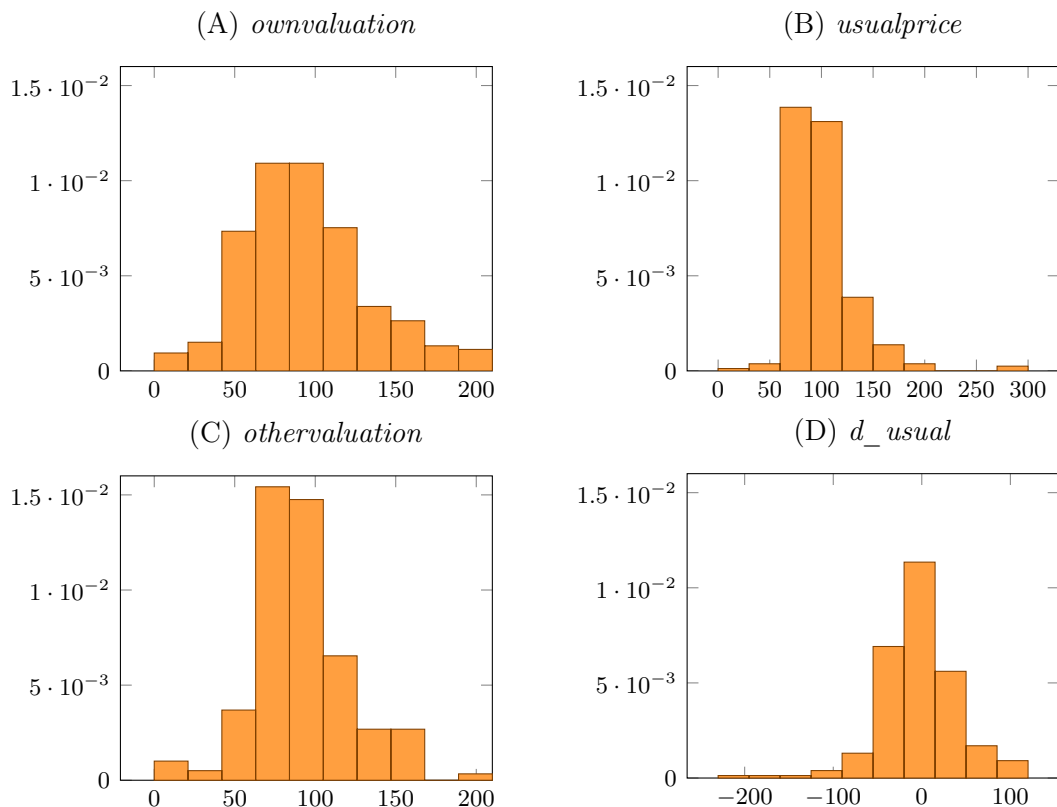 (A) ownvaluation
1.5 · 10⁻²
1 · 10⁻²
5 · 10⁻³
0
0 50 100 150 200
(B) usualprice
1.5 · 10⁻²
1 · 10⁻²
5 · 10⁻³
0
0 50 100 150 200 250 300
(C) othervaluation
1.5 · 10⁻²
1 · 10⁻²
5 · 10⁻³
0
0 50 100 150 200
(D) d_usual
1.5 · 10⁻²
1 · 10⁻²
5 · 10⁻³
0
−200 −100 0 100